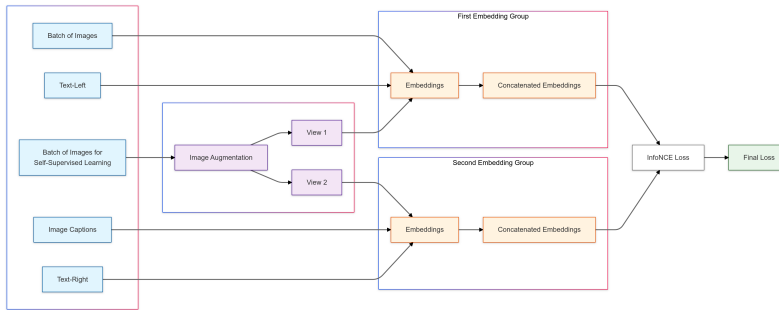 First Embedding Group
Batch of Images
Text-Left
Embeddings
Concatenated Embeddings
Batch of Images for
Self-Supervised Learning
Image Augmentation
View 1
View 2
InfoNCE Loss
Final Loss
Second Embedding Group
Image Captions
Embeddings
Concatenated Embeddings
Text-Right